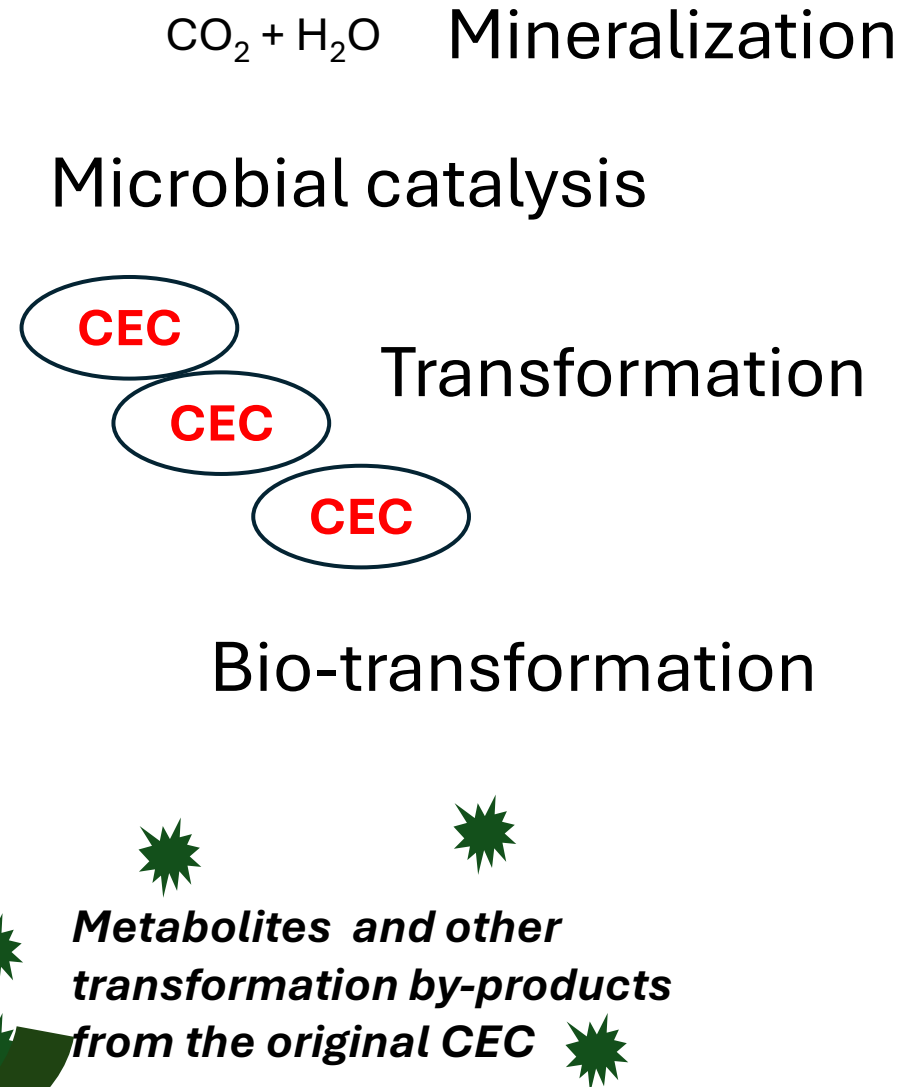 CO₂ + H₂O Mineralization
Microbial catalysis
CEC
Transformation
CEC
CEC
Bio-transformation
Metabolites and other
transformation by-products
from the original CEC